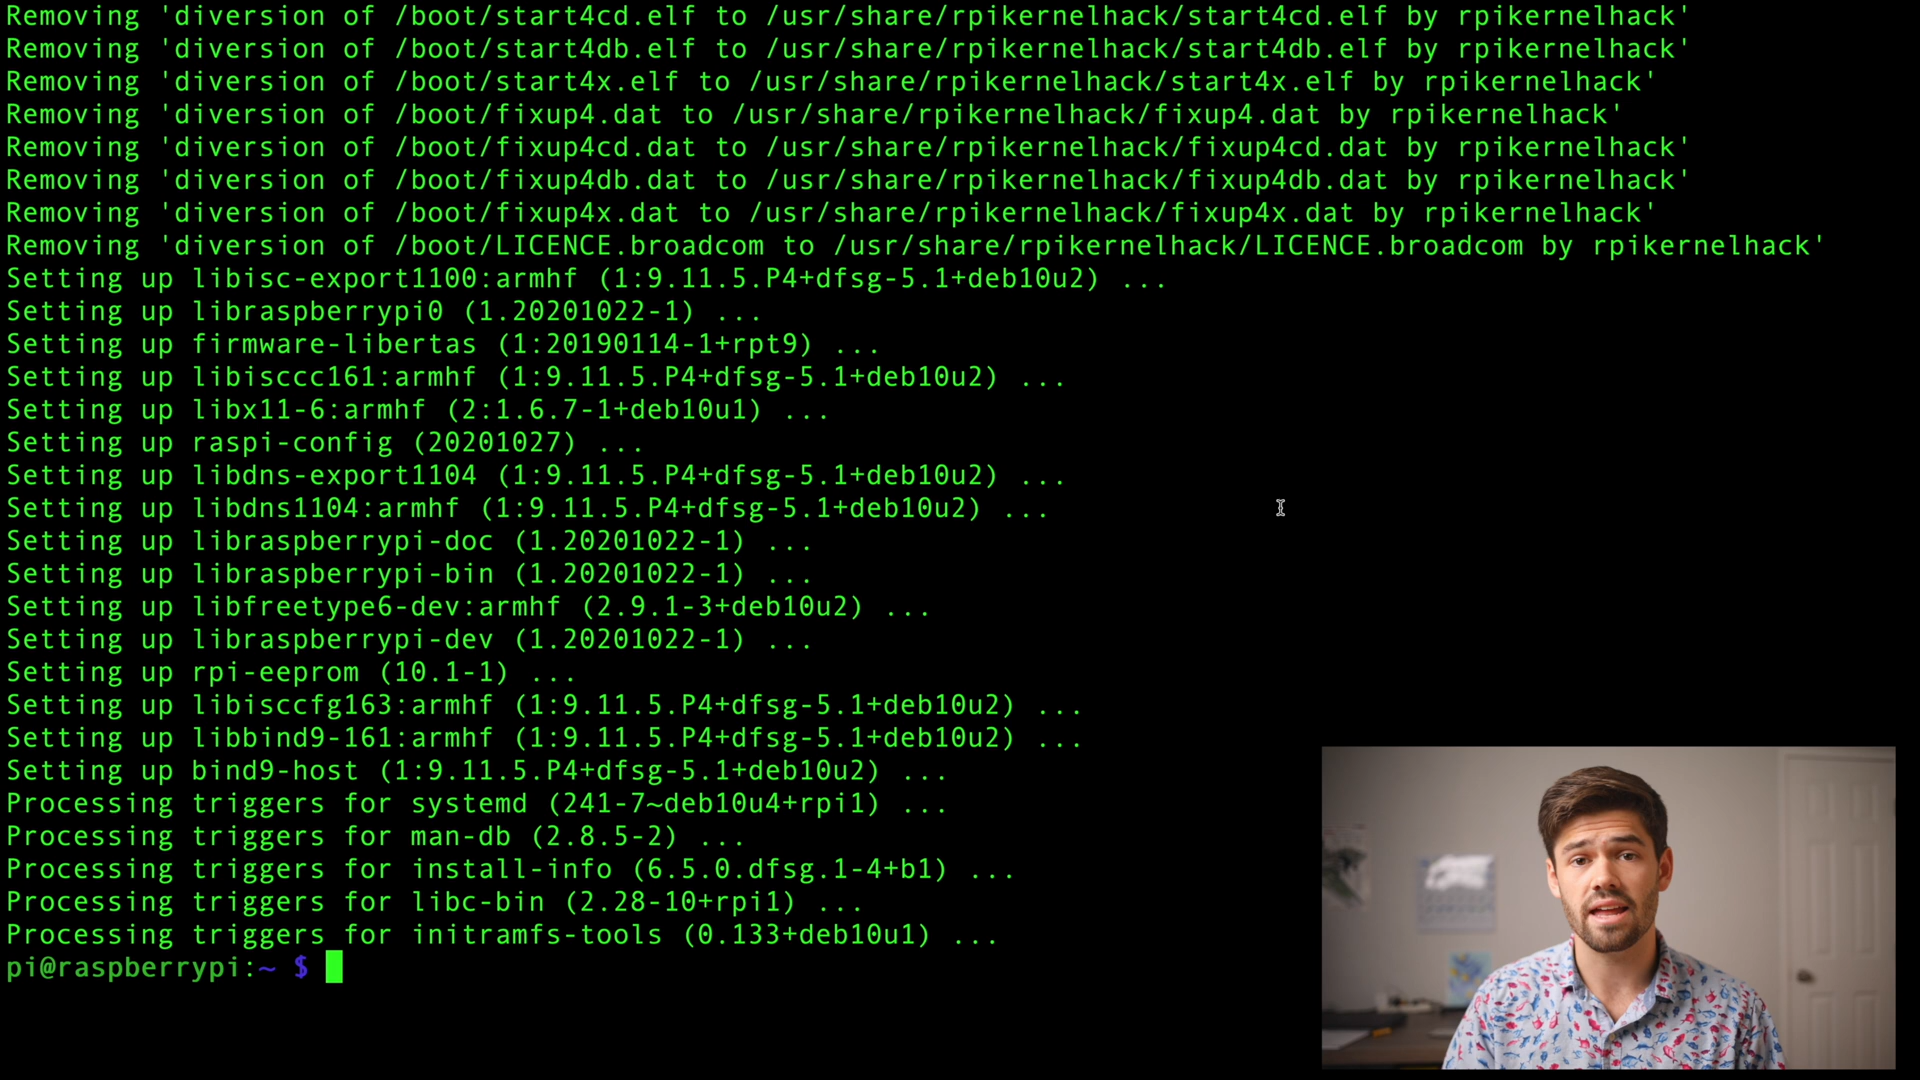 Removing 'diversion of /boot/start4cd.elf to /usr/share/rpikernelhack/start4cd.elf by rpikernelhack'
Removing 'diversion of /boot/start4db.elf to /usr/share/rpikernelhack/start4db.elf by rpikernelhack'
Removing 'diversion of /boot/start4x.elf to /usr/share/rpikernelhack/start4x.elf by rpikernelhack'
Removing 'diversion of /boot/fixup4.dat to /usr/share/rpikernelhack/fixup4.dat by rpikernelhack'
Removing 'diversion of /boot/fixup4cd.dat to /usr/share/rpikernelhack/fixup4cd.dat by rpikernelhack'
Removing 'diversion of /boot/fixup4db.dat to /usr/share/rpikernelhack/fixup4db.dat by rpikernelhack'
Removing 'diversion of /boot/fixup4x.dat to /usr/share/rpikernelhack/fixup4x.dat by rpikernelhack'
Removing 'diversion of /boot/LICENCE.broadcom to /usr/share/rpikernelhack/LICENCE.broadcom by rpikernelhack'
Setting up libisc-export1100:armhf (1:9.11.5.P4+dfsg-5.1+deb10u2) ...
Setting up libraspberrypi0 (1.20201022-1) ...
Setting up firmware-libertas (1:20190114-1+rpt9) ...
Setting up libisccc161:armhf (1:9.11.5.P4+dfsg-5.1+deb10u2) ...
Setting up libx11-6:armhf (2:1.6.7-1+deb10u1) ...
Setting up raspi-config (20201027) ...
Setting up libdns-export1104 (1:9.11.5.P4+dfsg-5.1+deb10u2) ...
Setting up libdns1104:armhf (1:9.11.5.P4+dfsg-5.1+deb10u2) ...
Setting up libraspberrypi-doc (1.20201022-1) ...
Setting up libraspberrypi-bin (1.20201022-1) ...
Setting up libfreetype6-dev:armhf (2.9.1-3+deb10u2) ...
Setting up libraspberrypi-dev (1.20201022-1) ...
Setting up rpi-eeprom (10.1-1) ...
Setting up libisccfg163:armhf (1:9.11.5.P4+dfsg-5.1+deb10u2) ...
Setting up libbind9-161:armhf (1:9.11.5.P4+dfsg-5.1+deb10u2) ...
Setting up bind9-host (1:9.11.5.P4+dfsg-5.1+deb10u2) ...
Processing triggers for systemd (241-7~deb10u4+rpi1) ...
Processing triggers for man-db (2.8.5-2) ...
Processing triggers for install-info (6.5.0.dfsg.1-4+b1) ...
Processing triggers for libc-bin (2.28-10+rpi1) ...
Processing triggers for initramfs-tools (0.133+deb10u1) ...
pi@raspberrypi:~ $